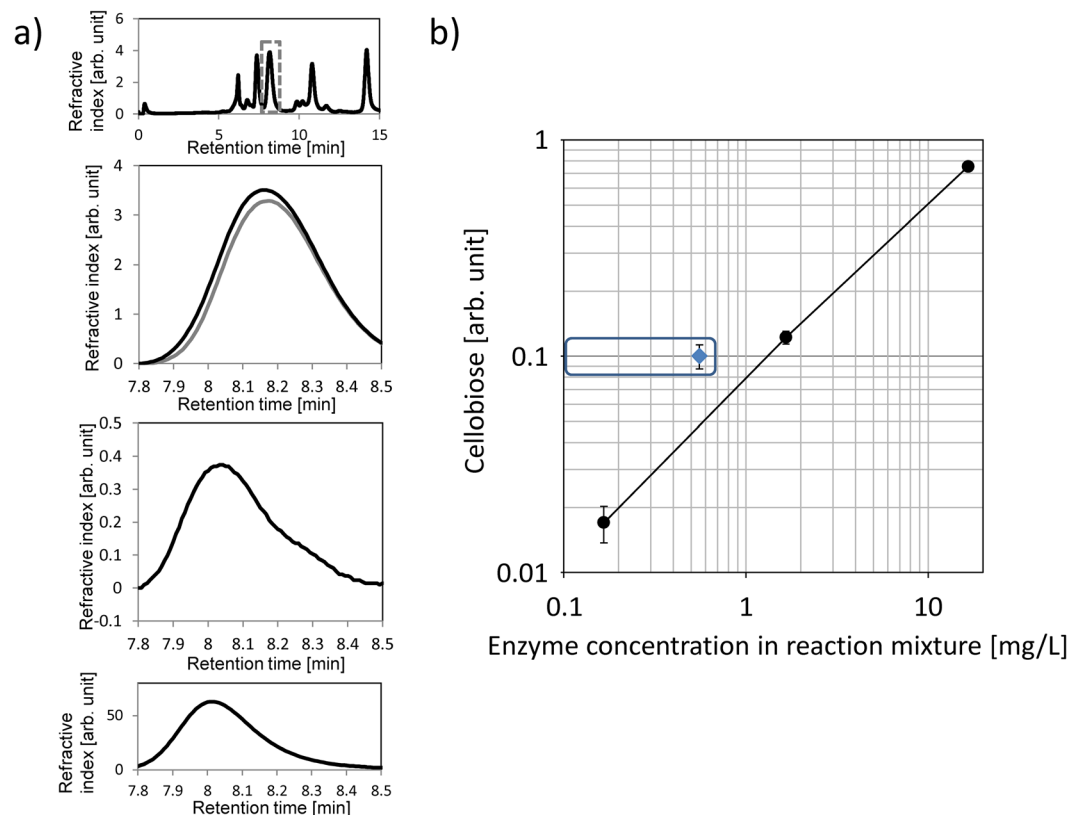 a)
6
4
2
0
Refractive
index [arb. unit]
0 5 10 15
Retention time [min]
4
3
2
1
0
Refractive index [arb. unit]
7.8 7.9 8 8.1 8.2 8.3 8.4 8.5
Retention time [min]
0.5
0.4
0.3
0.2
0.1
0
-0.1
Refractive index [arb. unit]
7.8 7.9 8 8.1 8.2 8.3 8.4 8.5
Retention time [min]
50
0
Refractive
index [arb. unit]
7.8 7.9 8 8.1 8.2 8.3 8.4 8.5
Retention time [min]
b)
1
0.1
0.01
Cellobiose [arb. unit]
0.1 1 10
Enzyme concentration in reaction mixture [mg/L]